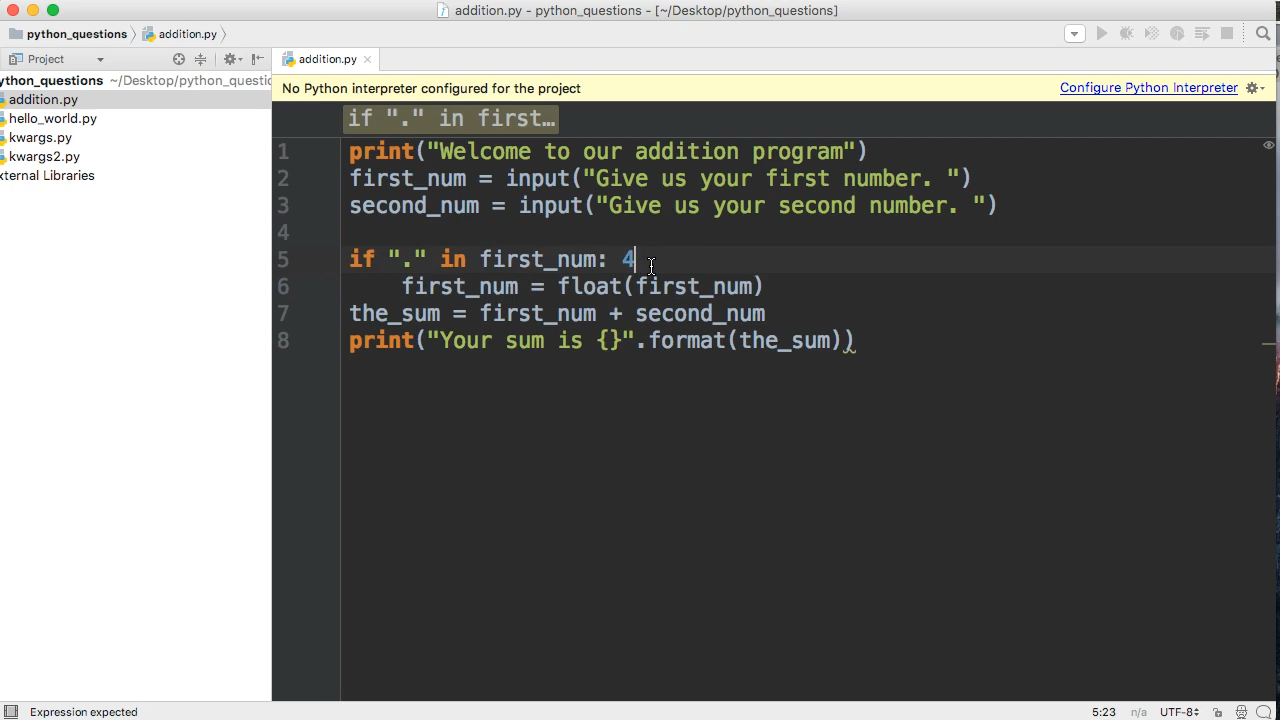 addition.py - python_questions - [~/Desktop/python_questions]
python_questions addition.py
Project
addition.py
ython_questions ~/Desktop/python_questic
No Python interpreter configured for the project
Configure Python Interpreter
addition.py
hello_world.py
kwargs.py
kwargs2.py
xternal Libraries
if "." in first…
1 print("Welcome to our addition program")
2 first_num = input("Give us your first number. ")
3 second_num = input("Give us your second number. ")
4
5 if "." in first_num: 4
6 first_num = float(first_num)
7 the_sum = first_num + second_num
8 print("Your sum is {}".format(the_sum))
Expression expected
5:23 n/a UTF-8